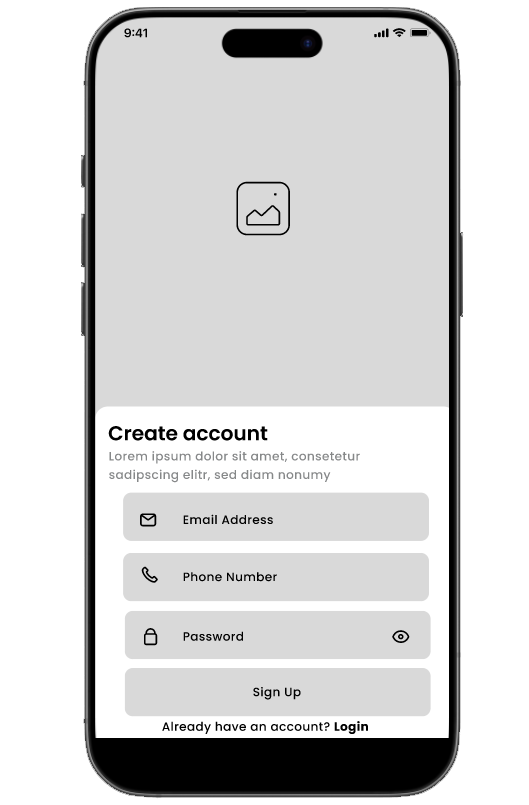 9:41
Create account
Lorem ipsum dolor sit amet, consetetur
sadipscing elitr, sed diam nonumy
Email Address
Phone Number
Password
Sign Up
Already have an account? Login